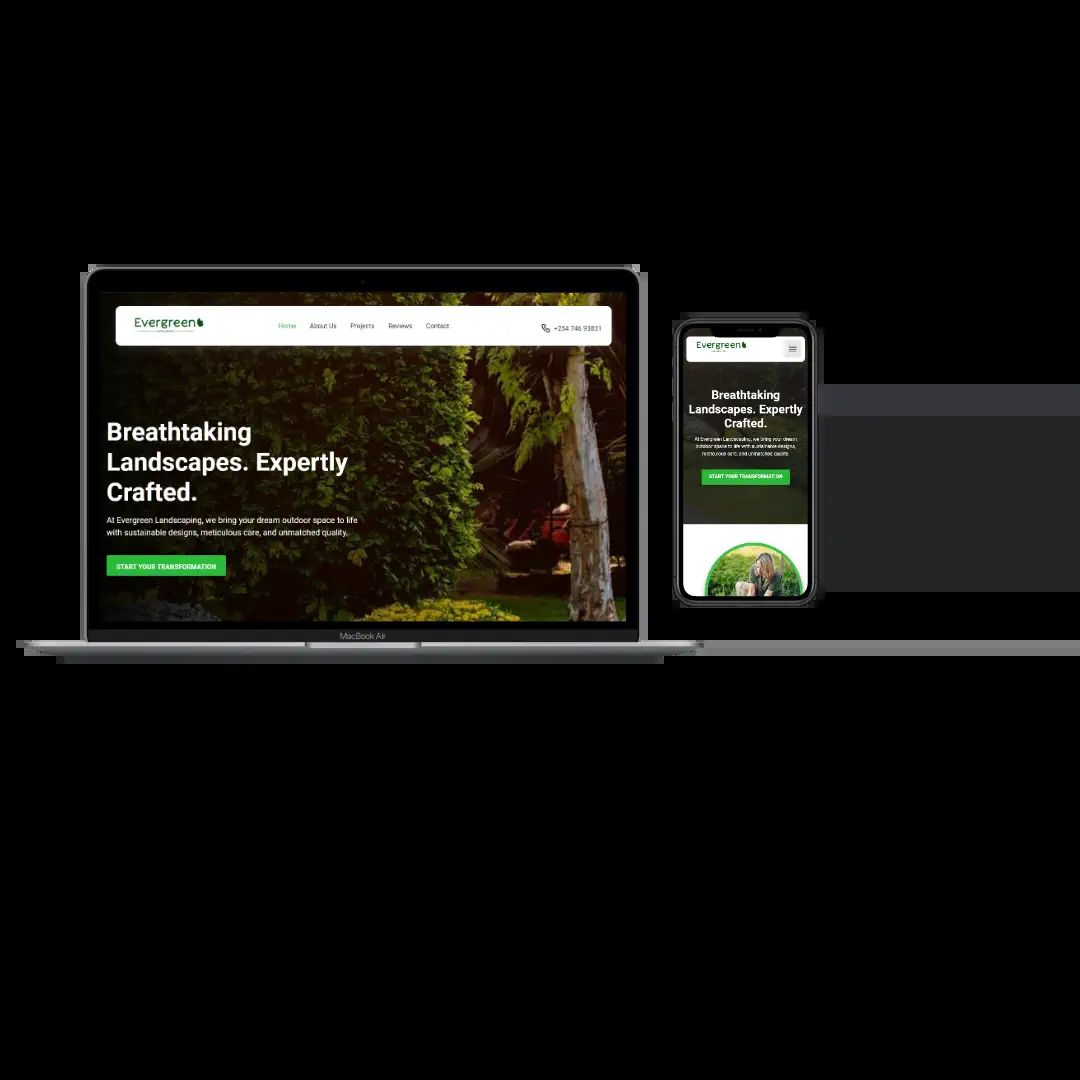 Evergreen
Home About Us Projects Reviews Contact
+254 746 93831
Breathtaking
Landscapes. Expertly
Crafted.
At Evergreen Landscaping, we bring your dream outdoor space to life
with sustainable designs, meticulous care, and unmatched quality.
START YOUR TRANSFORMATION
MacBook Air
Evergreen
Breathtaking
Landscapes. Expertly
Crafted.
At Evergreen Landscaping, we bring your dream
outdoor space to life with sustainable designs,
meticulous care, and unmatched quality.
START YOUR TRANSFORMATION